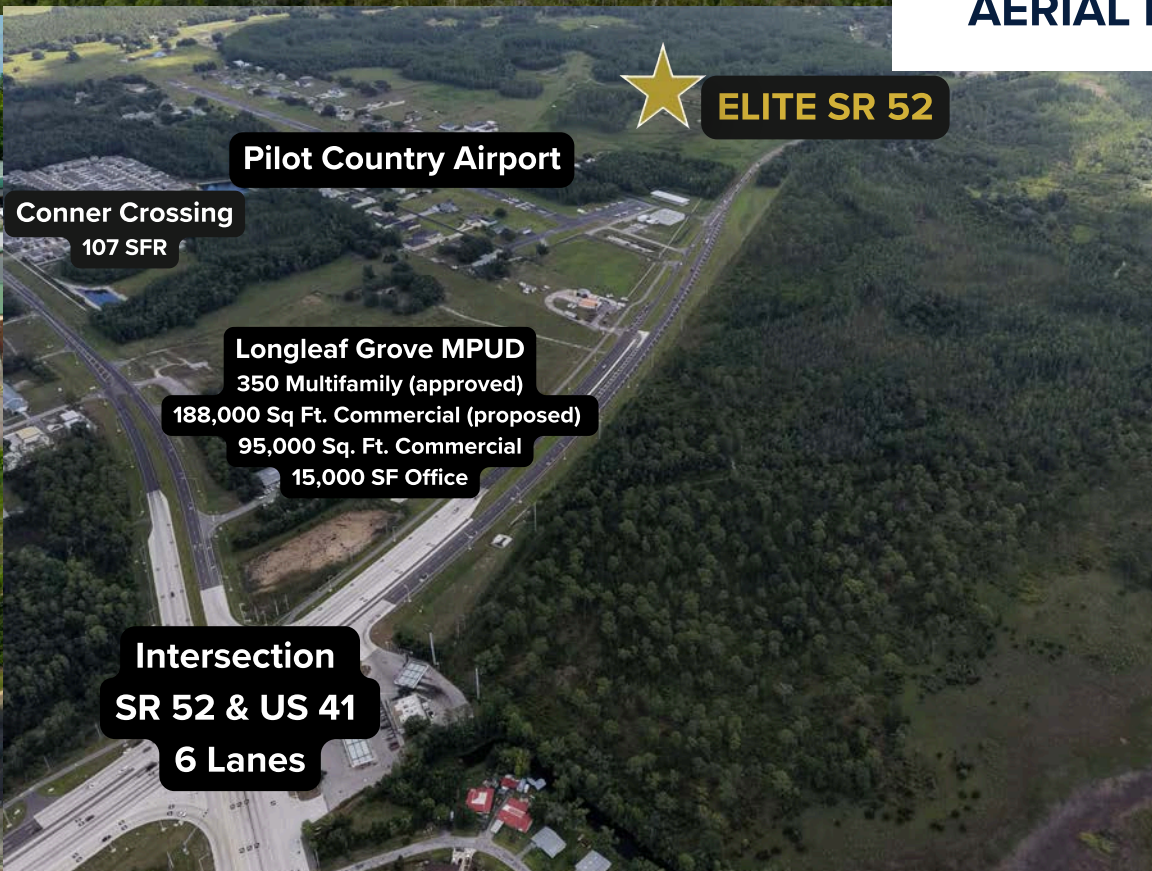 AERIAL
ELITE SR 52
Pilot Country Airport
Conner Crossing
107 SFR
Longleaf Grove MPUD
350 Multifamily (approved)
188,000 Sq Ft. Commercial (proposed)
95,000 Sq. Ft. Commercial
15,000 SF Office
Intersection
SR 52 & US 41
6 Lanes